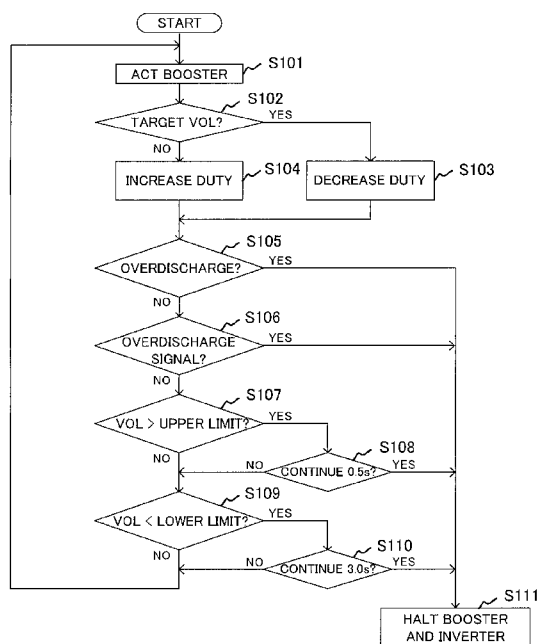 START
ACT BOOSTER
S101
TARGET VOL?
S102
YES
NO
INCREASE DUTY
S104
DECREASE DUTY
S103
OVERDISCHARGE?
S105
YES
NO
OVERDISCHARGE
SIGNAL?
S106
YES
NO
VOL > UPPER LIMIT?
S107
YES
NO
CONTINUE 0.5s?
S108
NO
YES
VOL < LOWER LIMIT?
S109
YES
NO
CONTINUE 3.0s?
S110
NO
YES
S111
HALT BOOSTER
AND INVERTER